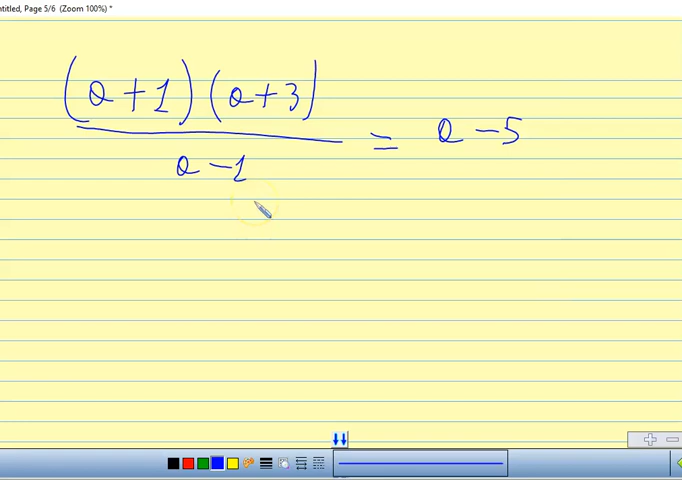 ntitled, Page 5/6 (Zoom 100%) *
(a+1)(a+3)
= a-5
a-1